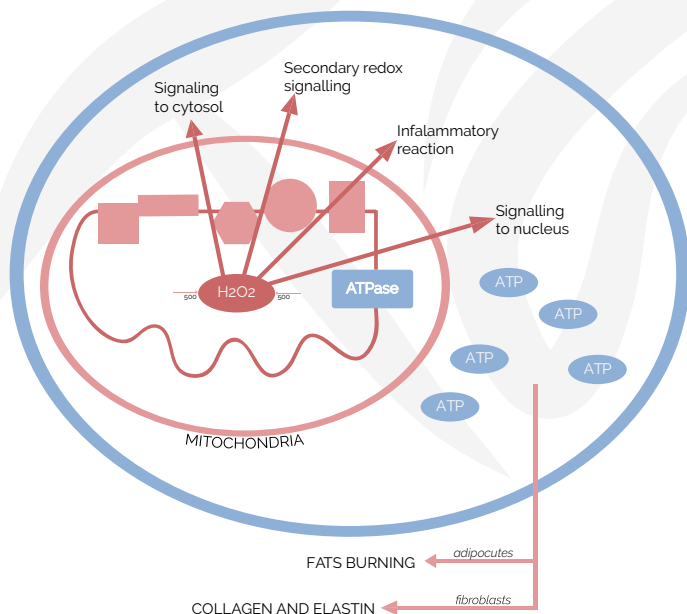 Secondary redox
signalling
Signaling
to cytosol
Infalammatory
reaction
Signalling
to nucleus
500
H2O2
500
ATPase
ATP
ATP
ATP
ATP
ATP
MITOCHONDRIA
FATS BURNING
adipocytes
COLLAGEN AND ELASTIN
fibroblasts